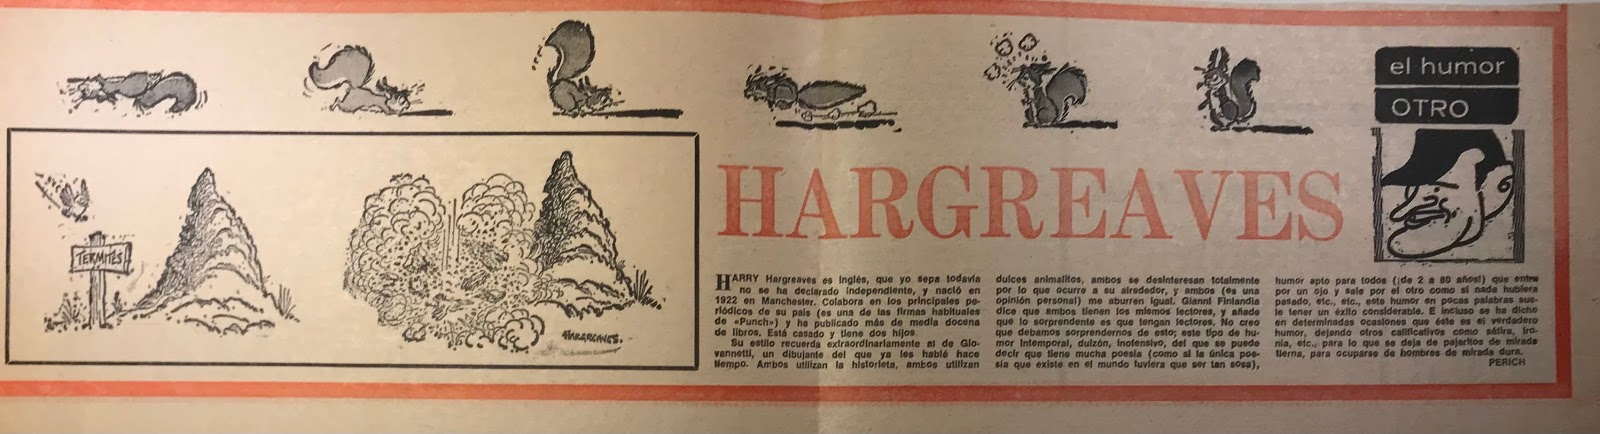 el humor
OTRO
TERMITES
HARGREAVES.
HARGREAVES
HARRY Hargreaves es inglés, que yo sepa todavía
no se ha declarado independiente, y nació en
1922 en Manchester. Colabora en los principales pe-
riódicos de su país (es una de las firmas habituales
de «Punch») y ha publicado más de media docena
de libros. Está casado y tiene dos hijos.
Su estilo recuerda extraordinariamente al de Gio-
vannetti, un dibujante del que ya les hablé hace
tiempo. Ambos utilizan la historieta, ambos utilizan
dulces animalitos, ambos se desinteresan totalmente
por lo que ocurre a su alrededor, y ambos (es una
opinión personal) me aburren igual. Gianni Finlandia
dice que ambos tienen los mismos lectores, y añade
que lo sorprendente es que tengan lectores. No creo
que debamos sorprendernos de esto; ese tipo de hu-
mor intemporal, dulzón, inofensivo, del que se puede
decir que tiene mucha poesía (como si la única poe-
sía que existe en el mundo tuviera que ser tan sosa),
humor apto para todos (¡de 2 a 80 años!) que entre
por un ojo y sale por el otro como si nada hubiera
pasado, etc., etc., este humor en pocas palabras sue-
le tener un éxito considerable. E incluso se ha dicho
en determinadas ocasiones que éste es el verdadero
humor, dejando otros calificativos como sátira, iro-
nía, etc., para lo que se deja de pajaritos de mirada
tierna, para ocuparse de hombres de mirada dura.
PERICH